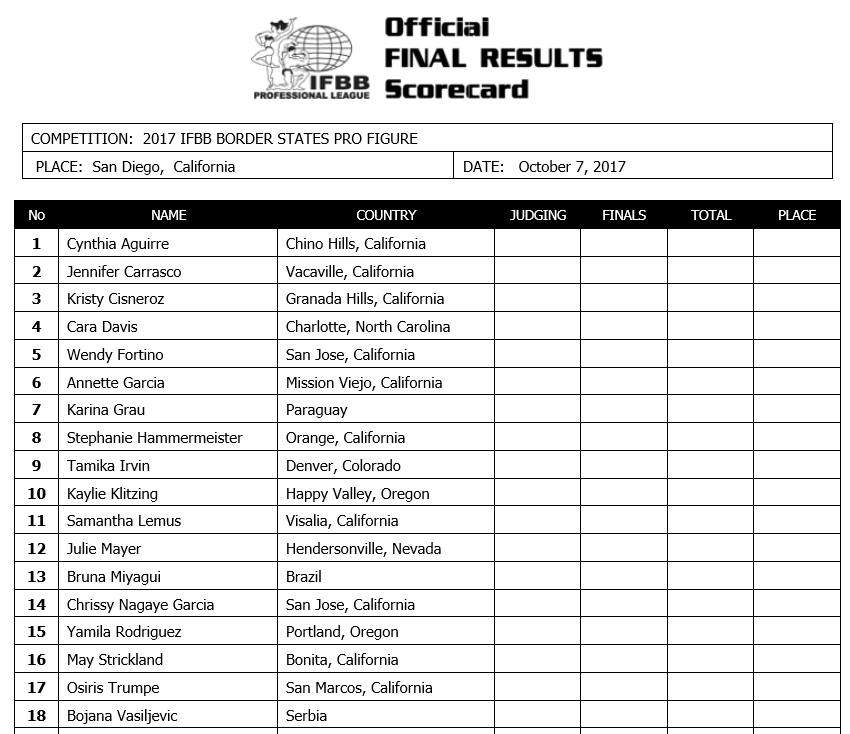 Official
FINAL RESULTS
Scorecard
IFBB
PROFESSIONAL LEAGUE
COMPETITION: 2017 IFBB BORDER STATES PRO FIGURE
PLACE: San Diego, California DATE: October 7, 2017
No NAME COUNTRY JUDGING FINALS TOTAL PLACE
1 Cynthia Aguirre Chino Hills, California
2 Jennifer Carrasco Vacaville, California
3 Kristy Cisneroz Granada Hills, California
4 Cara Davis Charlotte, North Carolina
5 Wendy Fortino San Jose, California
6 Annette Garcia Mission Viejo, California
7 Karina Grau Paraguay
8 Stephanie Hammermeister Orange, California
9 Tamika Irvin Denver, Colorado
10 Kaylie Klitzing Happy Valley, Oregon
11 Samantha Lemus Visalia, California
12 Julie Mayer Hendersonville, Nevada
13 Bruna Miyagui Brazil
14 Chrissy Nagaye Garcia San Jose, California
15 Yamila Rodriguez Portland, Oregon
16 May Strickland Bonita, California
17 Osiris Trumpe San Marcos, California
18 Bojana Vasiljevic Serbia